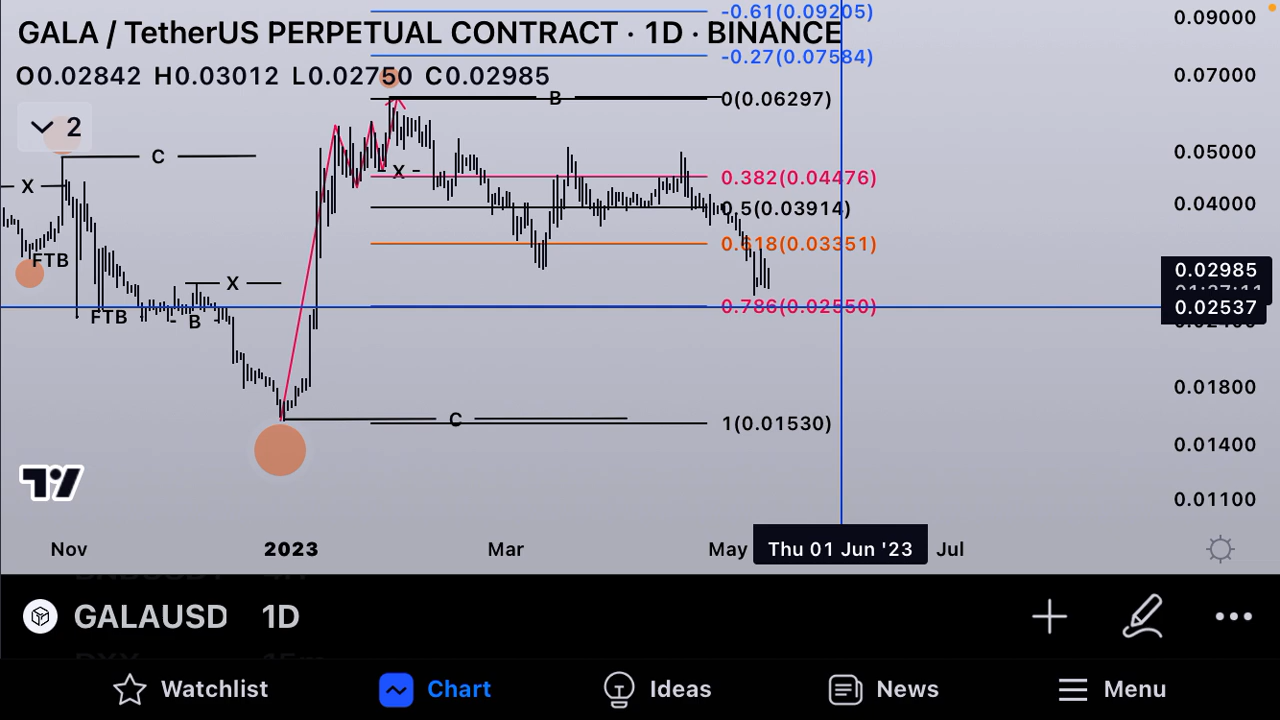 -0.61(0.09205)
0.09000
GALA / TetherUS PERPETUAL CONTRACT · 1D · BINANCE
-0.27(0.07584)
O0.02842 H0.03012 L0.02750 C0.02985
0.07000
B
0(0.06297)
2
C
0.05000
X
X
0.382(0.04476)
0.5(0.03914)
0.04000
0.618(0.03351)
FTB
0.02985
X
0.786(0.02550)
0.02537
FTB
B
0.01800
C
1(0.01530)
0.01400
0.01100
Nov 2023 Mar May Thu 01 Jun '23 Jul
GALAUSD 1D
Watchlist Chart Ideas News Menu